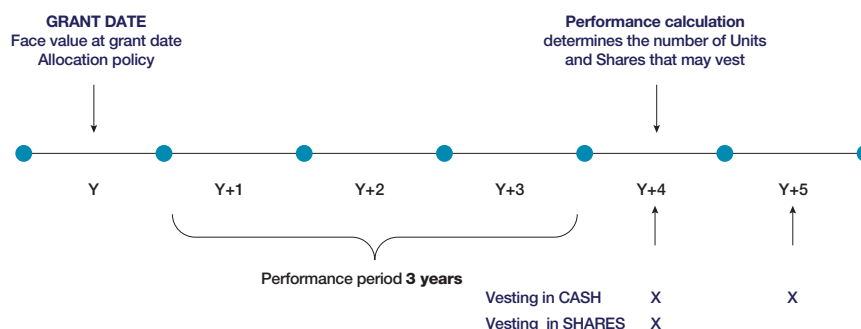 GRANT DATE
Face value at grant date
Allocation policy
Performance calculation
determines the number of Units
and Shares that may vest
Y
Y+1
Y+2
Y+3
Y+4
Y+5
Performance period 3 years
Vesting in CASH X X
Vesting in SHARES X